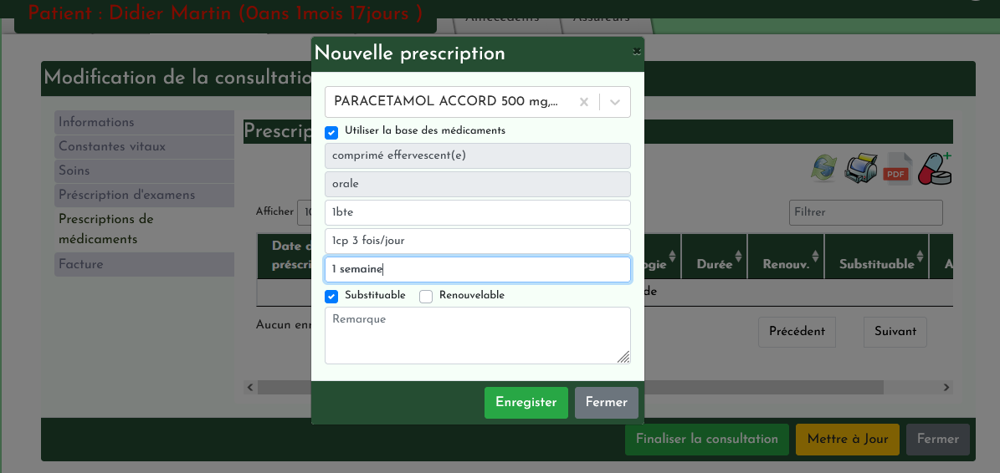 Patient : Didier Martin (0ans 1mois 17jours )
Antécédents
Assureurs
Nouvelle prescription
×
Modification de la consultatio
PARACETAMOL ACCORD 500 mg,...
Utiliser la base des médicaments
comprimé effervescent(e)
orale
1bte
1cp 3 fois/jour
1 semaine
Substituable
Renouvelable
Remarque
Enregister
Fermer
Informations
Constantes vitaux
Soins
Préscription d'examens
Prescriptions de
médicaments
Facture
Prescrip
PDF
Afficher 10
Filtrer
Date d
préscri
ogie
Durée
Renouv.
Substituable
A
de
Aucun enr
Précédent
Suivant
Finaliser la consultation
Mettre à Jour
Fermer